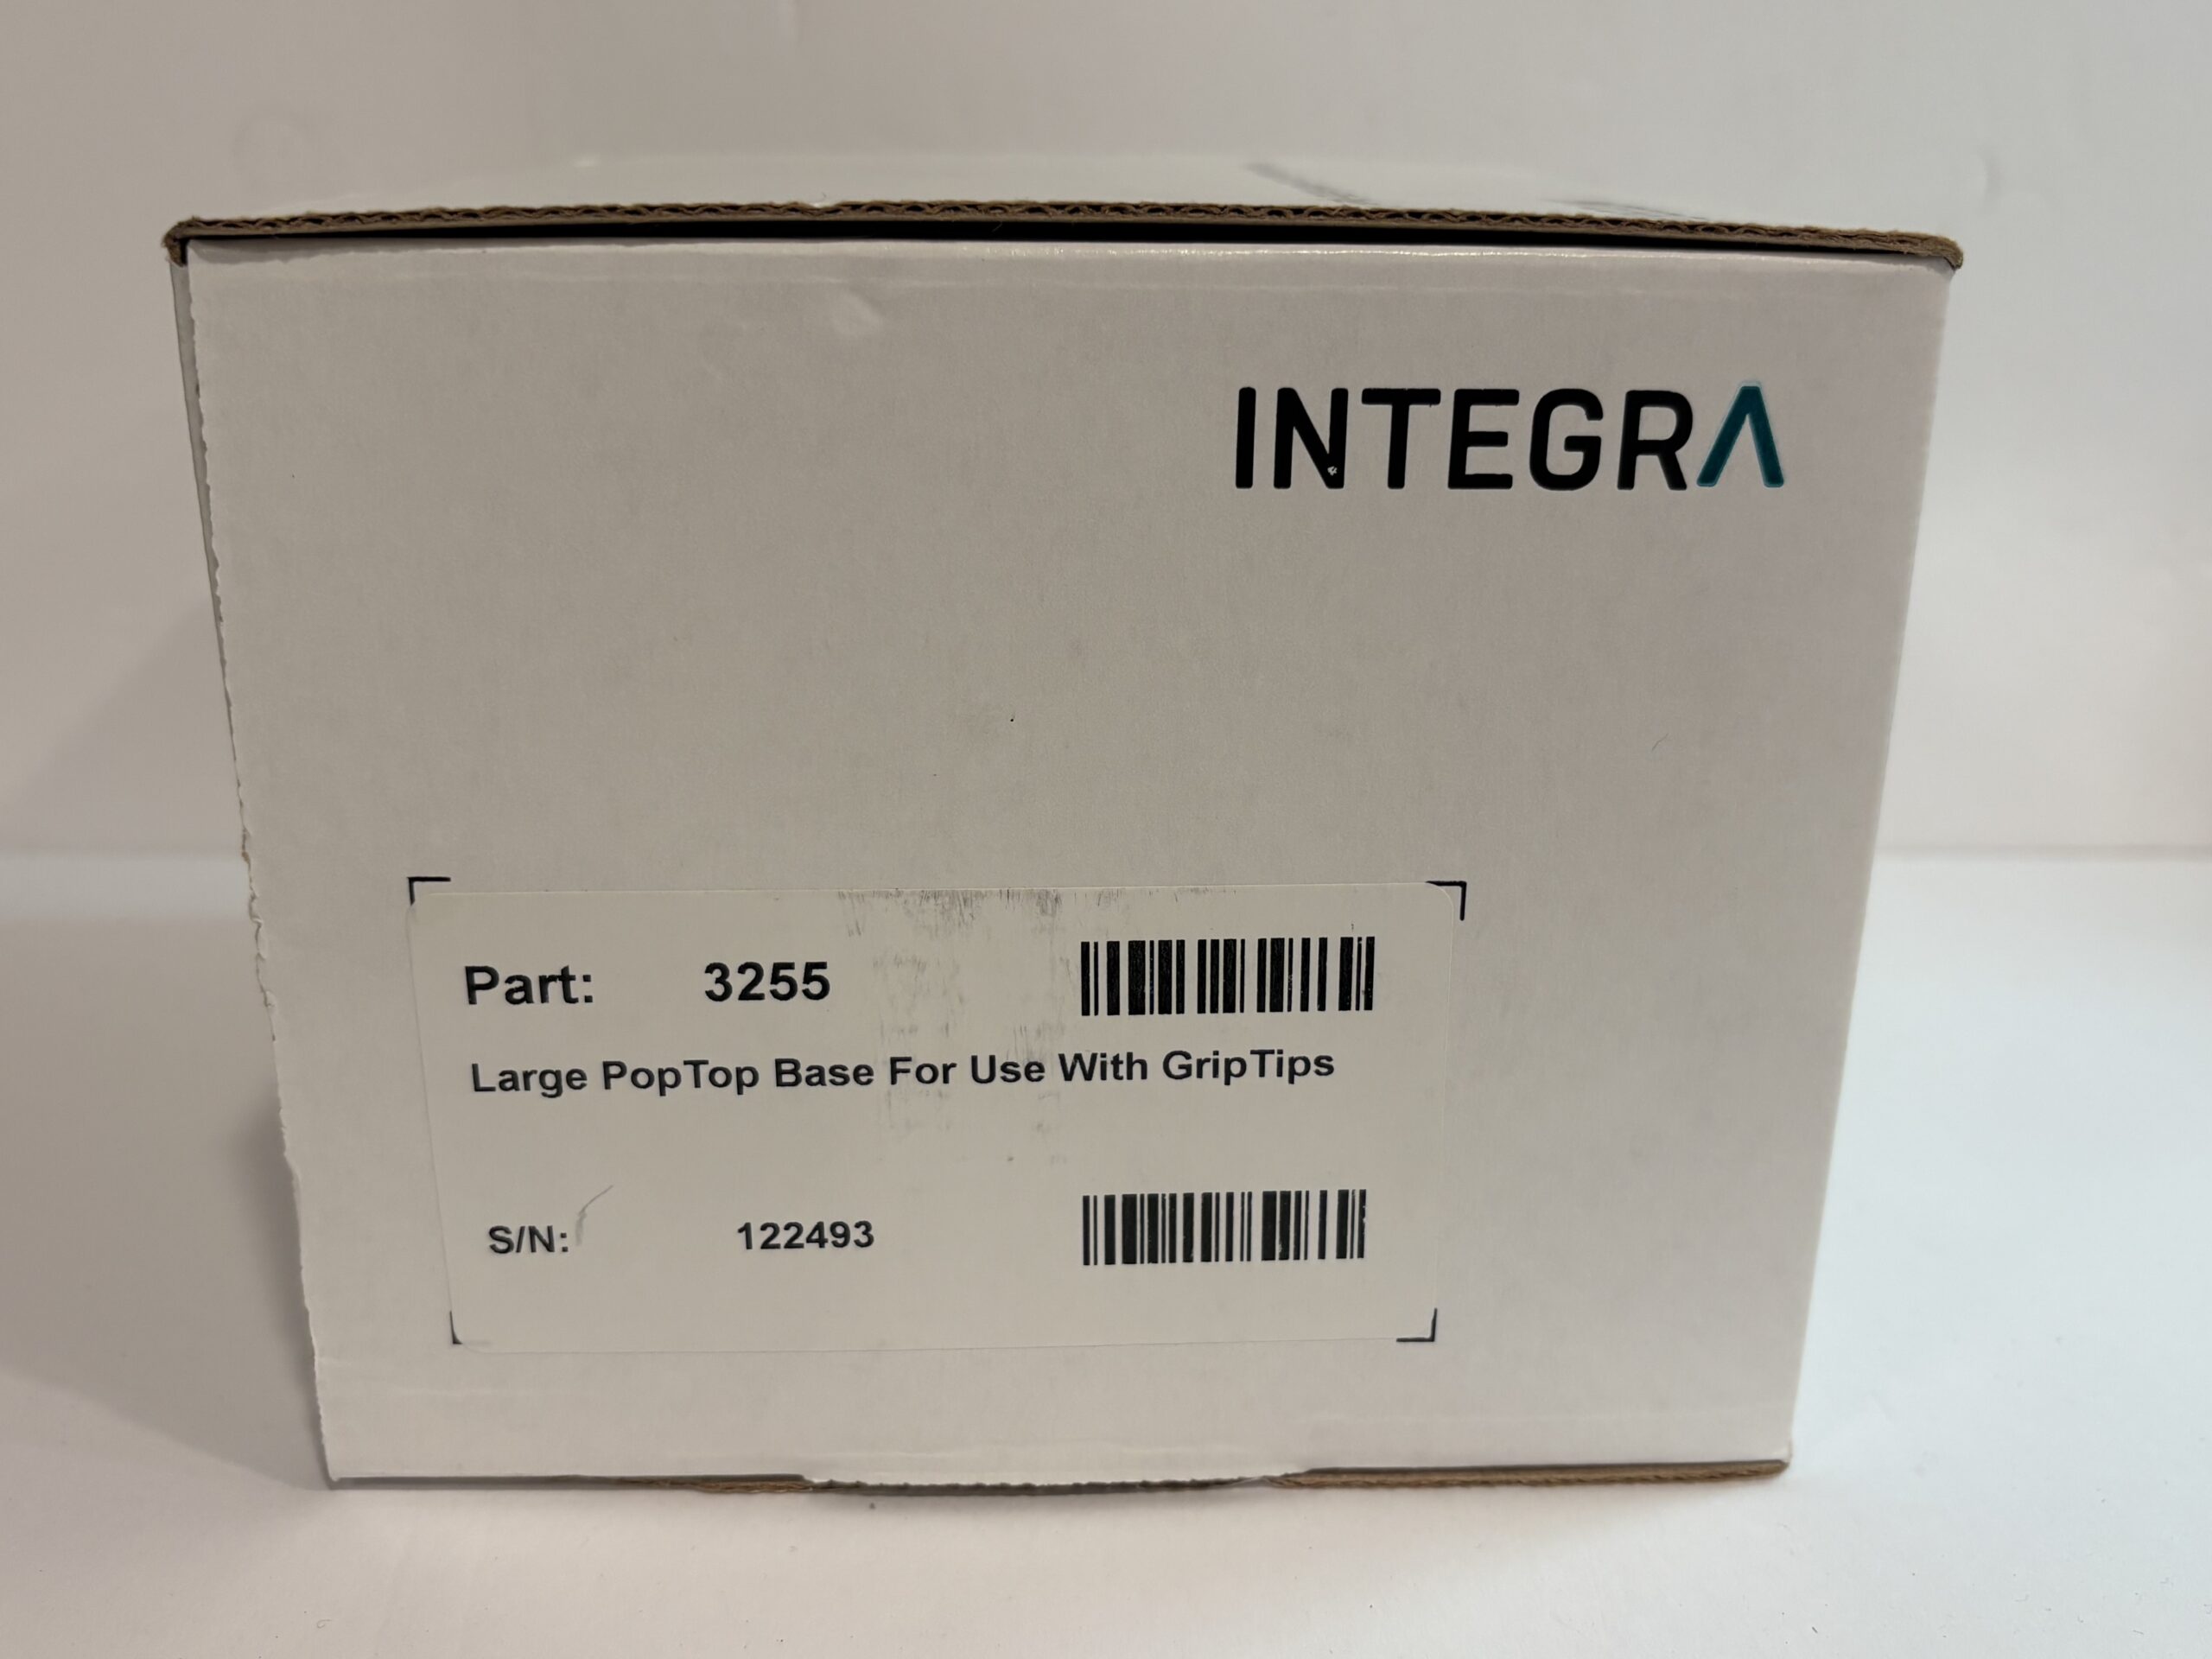 INTEGRA
Part: 3255
Large PopTop Base For Use With GripTips
S/N: 122493